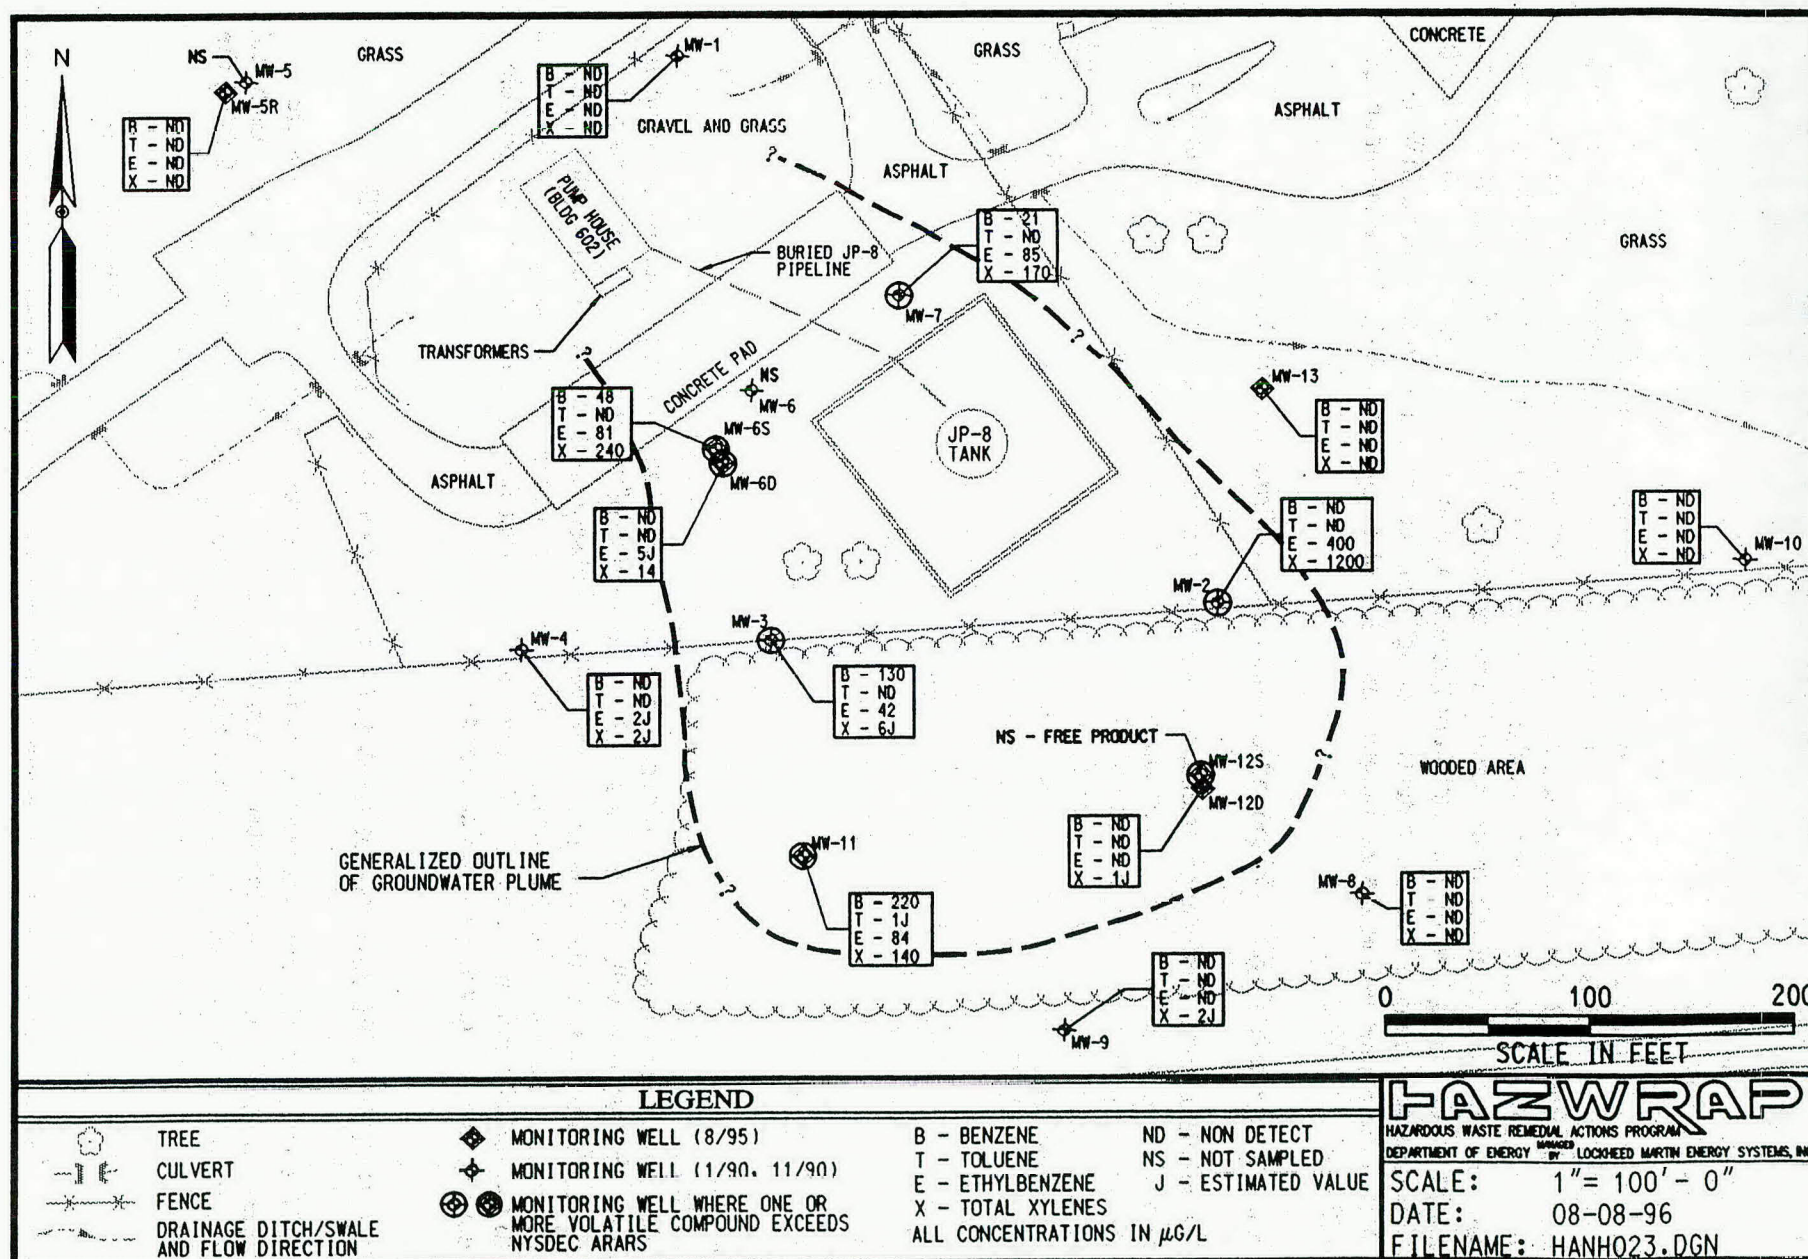 N
NS
MW-5
MW-5R
GRASS
B - ND
T - ND
E - ND
X - ND
MW-1
B - ND
T - ND
E - ND
X - ND
GRAVEL AND GRASS
GRASS
CONCRETE
ASPHALT
ASPHALT
GRASS
PUMP HOUSE
(BLDG 602)
BURIED JP-8
PIPELINE
TRANSFORMERS
?
B - 21
T - ND
E - 85
X - 170
MW-7
?
?
CONCRETE PAD
NS
MW-6
B - 48
T - ND
E - 81
X - 240
MW-6S
MW-6D
JP-8
TANK
MW-13
B - ND
T - ND
E - ND
X - ND
ASPHALT
B - ND
T - ND
E - 5J
X - 14
B - ND
T - ND
E - 400
X - 1200
MW-2
B - ND
T - ND
E - ND
X - ND
MW-10
MW-4
B - ND
T - ND
E - 2J
X - 2J
MW-3
B - 130
T - ND
E - 42
X - 6J
NS - FREE PRODUCT
MW-12S
MW-12D
?
WOODED AREA
B - ND
T - ND
E - ND
X - 1J
GENERALIZED OUTLINE
OF GROUNDWATER PLUME
?
MW-11
B - 220
T - 1J
E - 84
X - 140
MW-8
B - ND
T - ND
E - ND
X - ND
B - ND
T - ND
E - ND
X - 2J
MW-9
0 100 200
SCALE IN FEET
LEGEND
TREE
CULVERT
FENCE
DRAINAGE DITCH/SWALE
AND FLOW DIRECTION
MONITORING WELL (8/95)
MONITORING WELL (1/90, 11/90)
MONITORING WELL WHERE ONE OR
MORE VOLATILE COMPOUND EXCEEDS
NYSDEC ARARS
B - BENZENE
T - TOLUENE
E - ETHYLBENZENE
X - TOTAL XYLENES
ALL CONCENTRATIONS IN µG/L
ND - NON DETECT
NS - NOT SAMPLED
J - ESTIMATED VALUE
HAZWRAP
HAZARDOUS WASTE REMEDIAL ACTIONS PROGRAM
DEPARTMENT OF ENERGY MANAGED BY LOCKHEED MARTIN ENERGY SYSTEMS, INC
SCALE: 1"= 100'- 0"
DATE: 08-08-96
FILENAME: HANH023.DGN